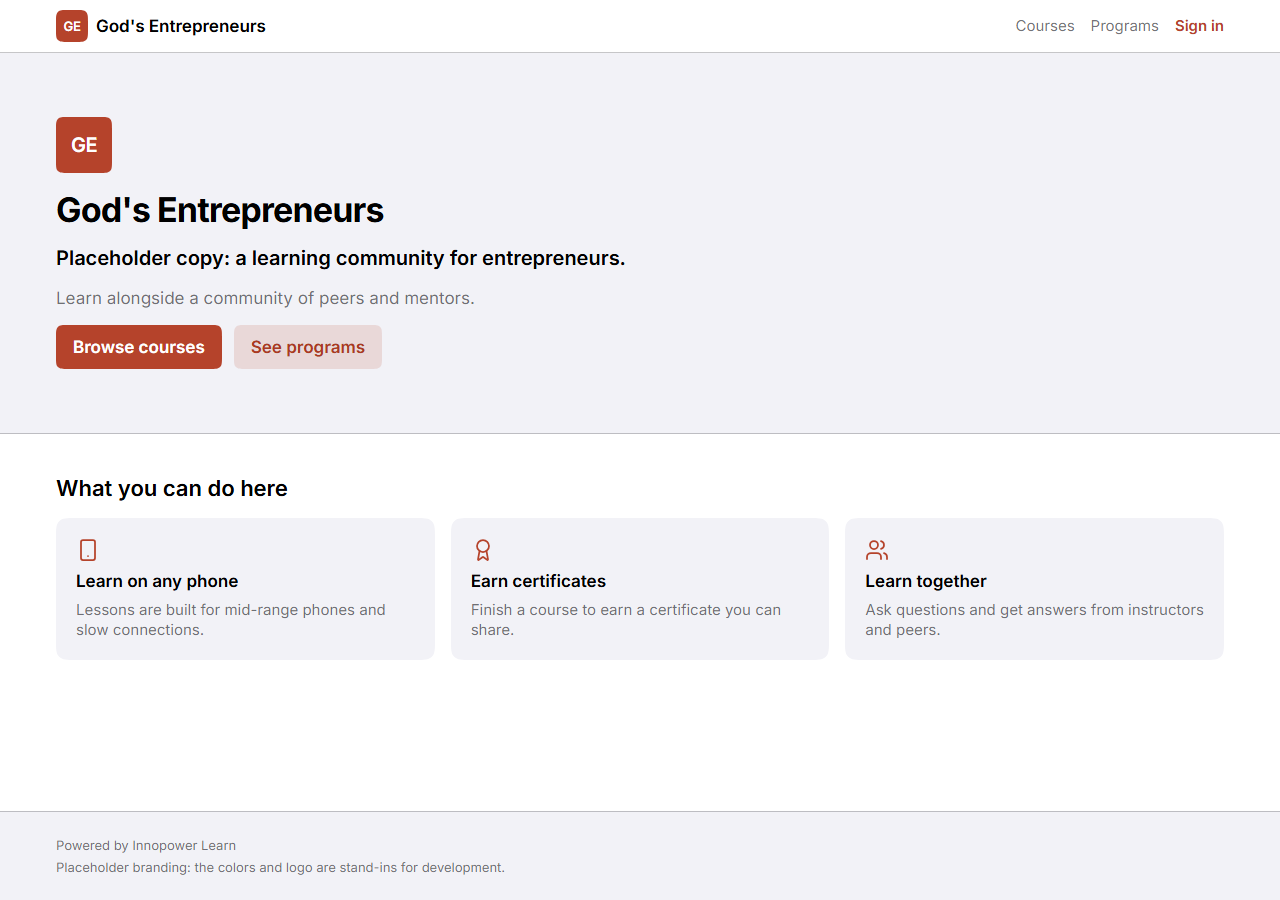 GE God's Entrepreneurs
Courses Programs Sign in
GE
God's Entrepreneurs
Placeholder copy: a learning community for entrepreneurs.
Learn alongside a community of peers and mentors.
Browse courses See programs
What you can do here
Learn on any phone
Lessons are built for mid-range phones and
slow connections.
Earn certificates
Finish a course to earn a certificate you can
share.
Learn together
Ask questions and get answers from instructors
and peers.
Powered by Innopower Learn
Placeholder branding: the colors and logo are stand-ins for development.